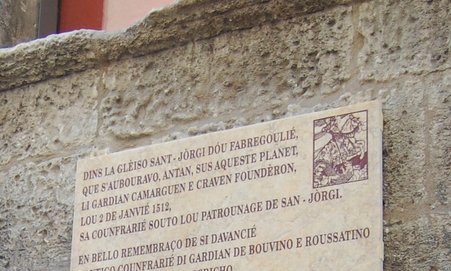 DINS LA GLÈISO SANT - JÒRGI DÓU FABREGOULIÉ,
QUE S'AUBOURAVO, ANTAN, SUS AQUESTE PLANET,
LI GARDIAN CAMARGUEN E CRAVEN FOUNDÈRON,
LOU 2 DE JANVIÉ 1512,
SA COUNFRARIÉ SOUTO LOU PATROUNAGE DE SAN - JÒRGI.
EN BELLO REMEMBRAÇO DE SI DAVANCIÉ
COUNFRARIÉ DI GARDIAN DE BOUVINO E ROUSSATINO